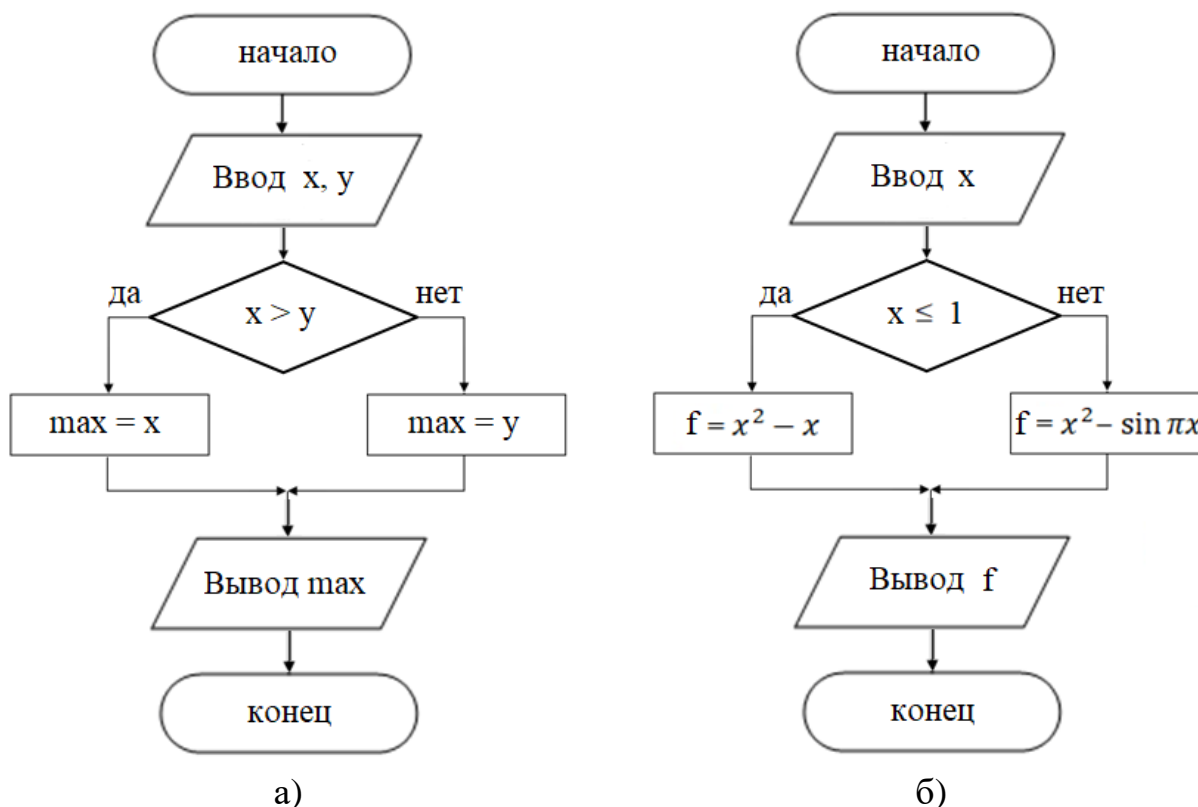 начало
Ввод x, y
да
x > y
нет
max = x
max = y
Вывод max
конец
а)
начало
Ввод x
да
x ≤ 1
нет
f = x² − x
f = x² – sin πx
Вывод f
конец
б)